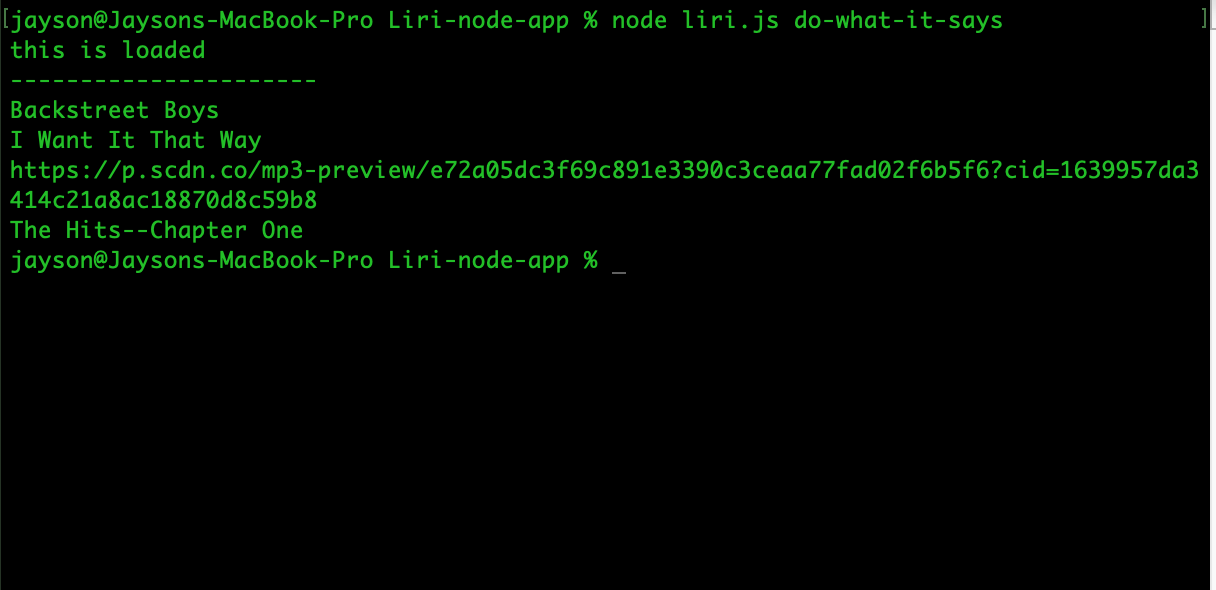 [jayson@Jaysons-MacBook-Pro Liri-node-app % node liri.js do-what-it-says ]
this is loaded
----------------------
Backstreet Boys
I Want It That Way
https://p.scdn.co/mp3-preview/e72a05dc3f69c891e3390c3ceaa77fad02f6b5f6?cid=1639957da3
414c21a8ac18870d8c59b8
The Hits--Chapter One
jayson@Jaysons-MacBook-Pro Liri-node-app % _